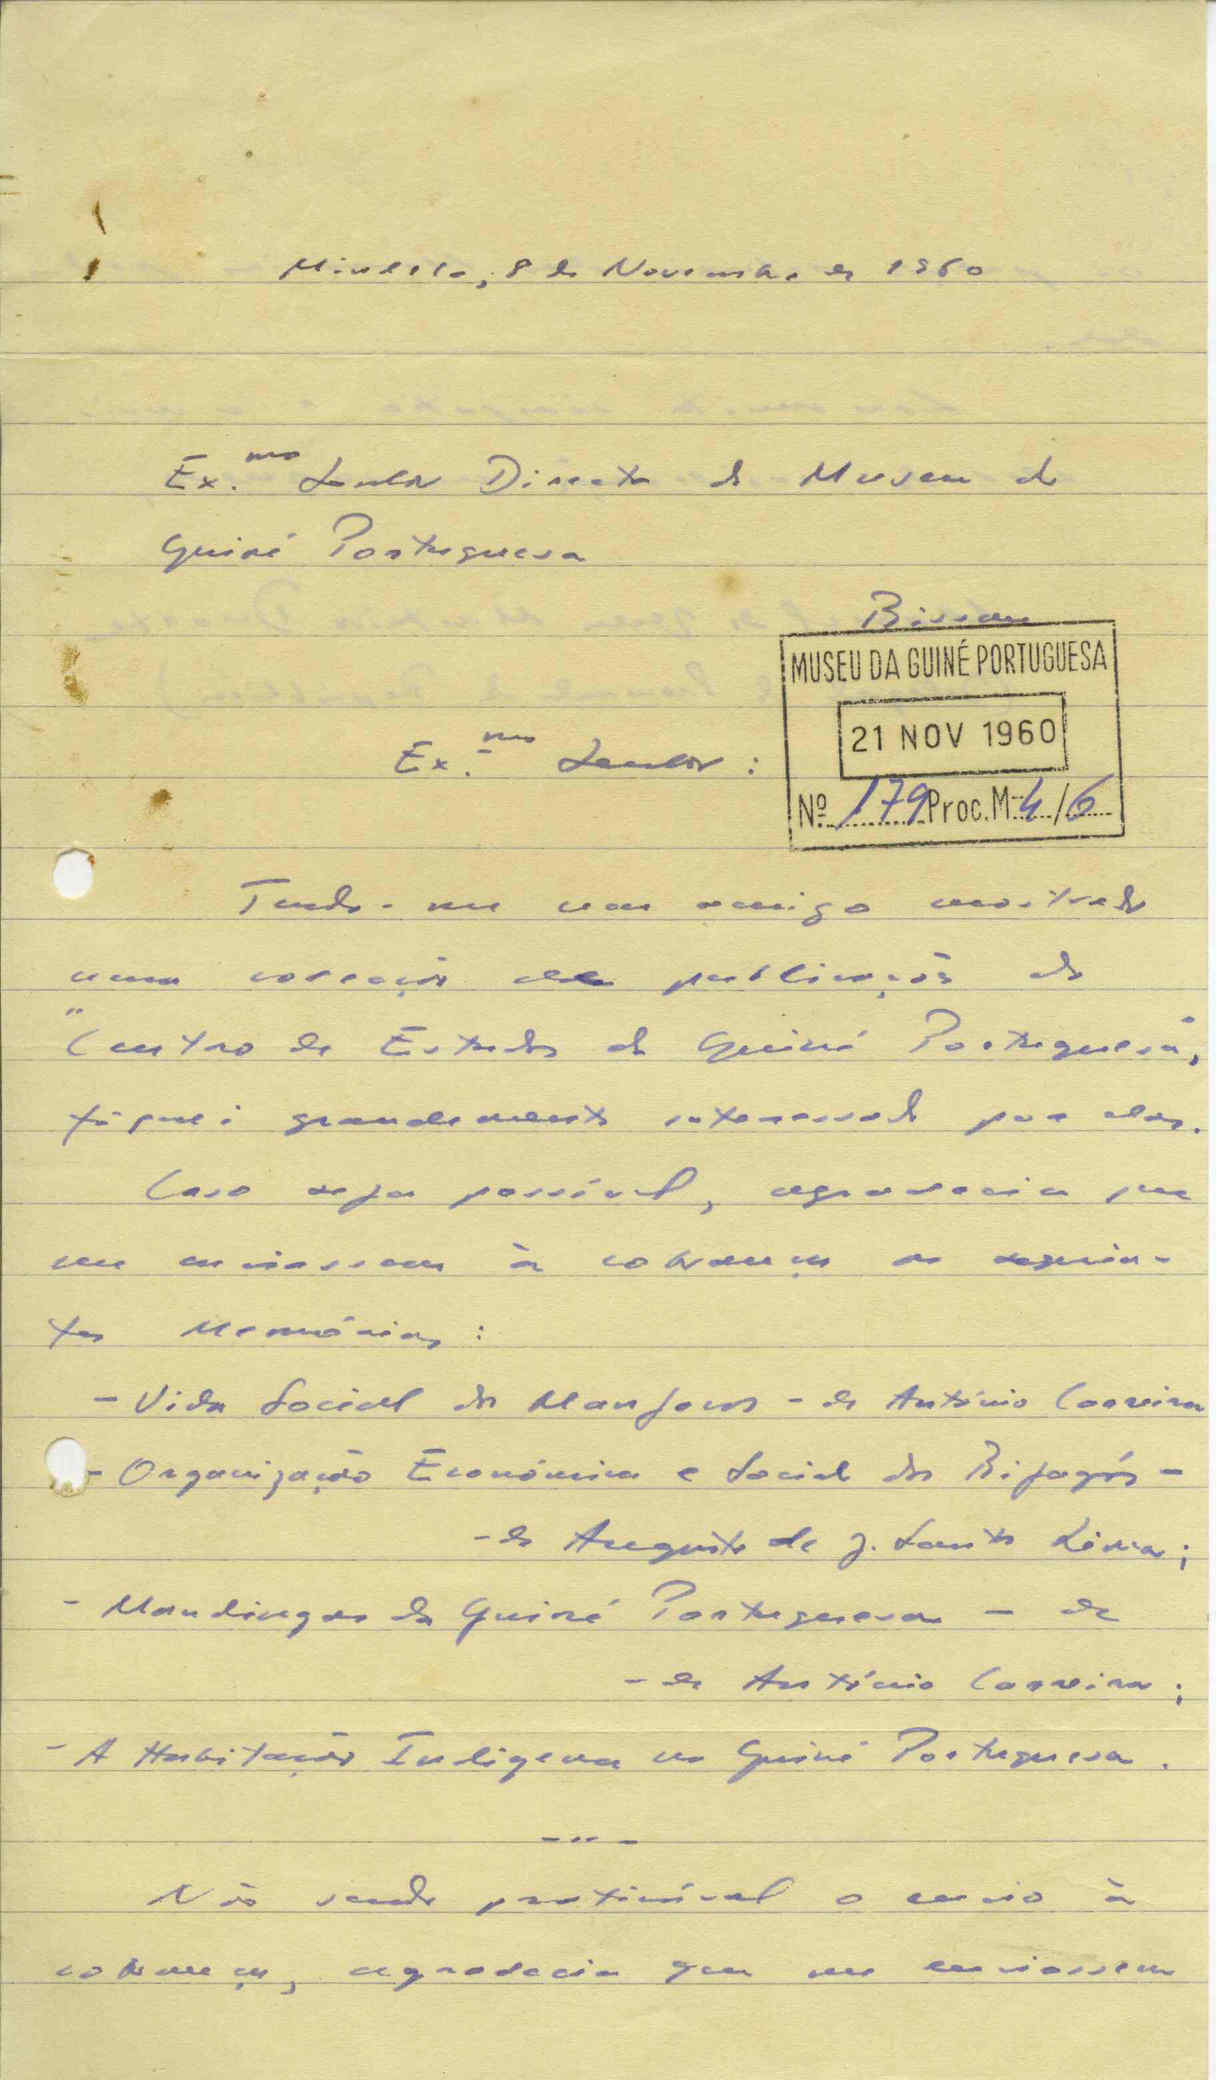 Mindelo, 8 de Novembro de 1960
Ex.mo Senhor Director do Museu da
Guiné Portuguesa
Bissau
MUSEU DA GUINÉ PORTUGUESA
21 NOV 1960
Nº 179 Proc. M-4/6
Ex.mo Senhor:
Tendo-me um amigo mostrado
uma colecção de publicações do
"Centro de Estudos da Guiné Portuguesa",
fiquei grandemente interessado por elas.
Caso seja possível, agradecia que
me enviassem à cobrança as seguin-
tes Memórias:
- Vida Social dos Manjacos - de António Carreira
- Organização Económica e Social dos Bijagós -
- de Augusto de J. Santos Lima;
- Mandingas da Guiné Portuguesa - de
- de António Carreira;
- A Habitação Indígena na Guiné Portuguesa.
Não sendo praticável o envio à
cobrança, agradecia que me enviassem